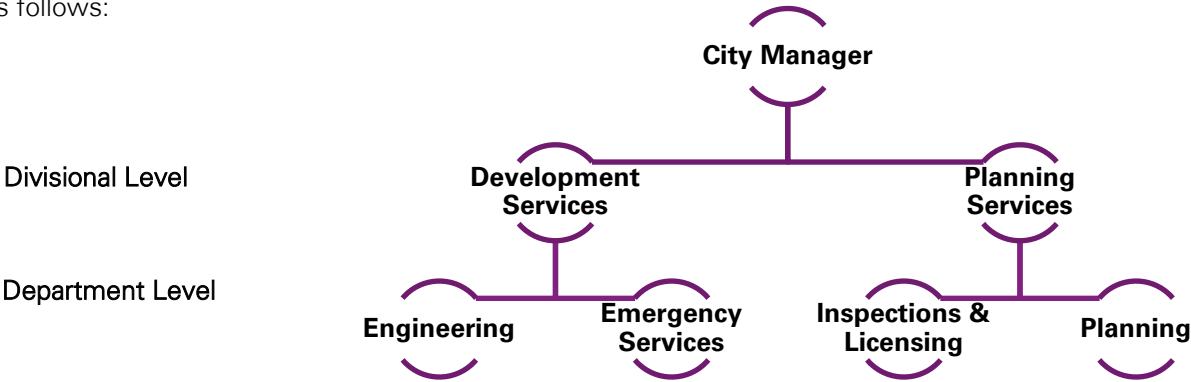 s follows:
City Manager
Divisional Level
Development
Services
Planning
Services
Department Level
Engineering
Emergency
Services
Inspections &
Licensing
Planning